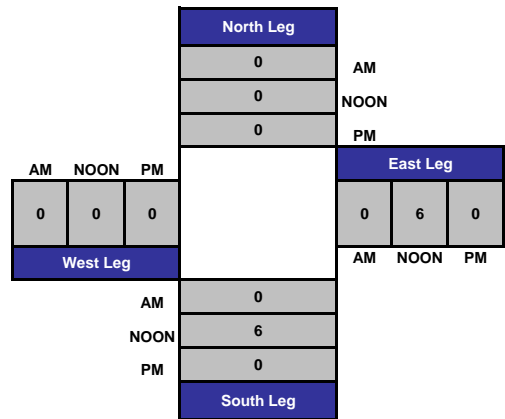 North Leg
0 AM
0 NOON
0 PM
AM NOON PM
East Leg
0 0 0
0 6 0
West Leg
AM NOON PM
AM 0
NOON 6
PM 0
South Leg